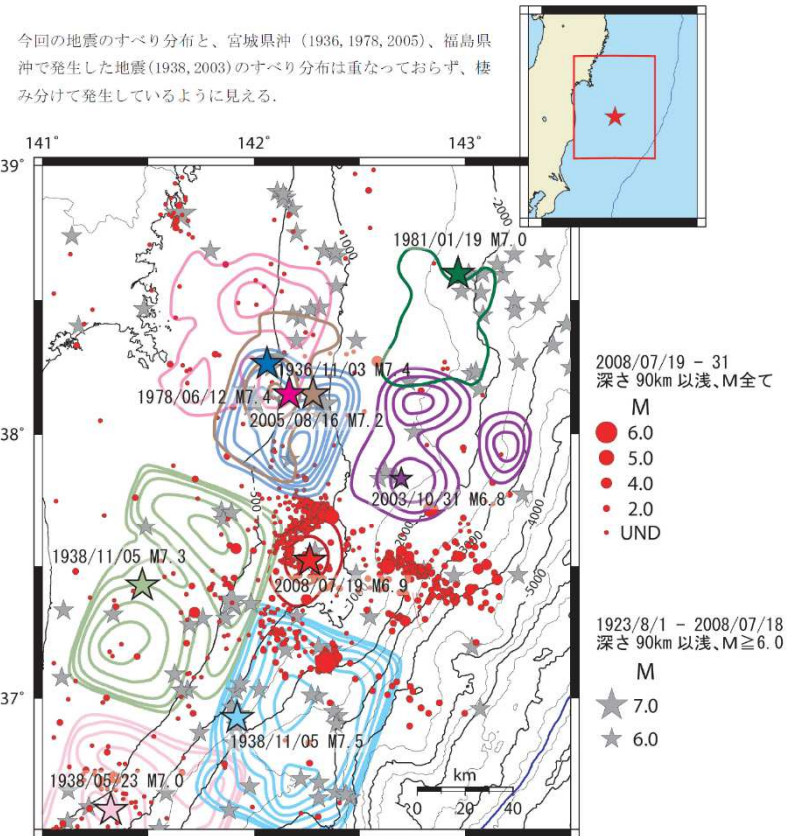 今回の地震のすべり分布と、宮城県沖 (1936, 1978, 2005)、福島県
沖で発生した地震(1938, 2003)のすべり分布は重なっておらず、棲
み分けて発生しているように見える.
141°
142°
143°
39°
38°
37°
-1000
-2000
1981/01/19 M7.0
1936/11/03 M7.4
1978/06/12 M7.4
2005/08/16 M7.2
2003/10/31 M6.8
1938/11/05 M7.3
2008/07/19 M6.9
-4000
-5000
1938/11/05 M7.5
1938/05/23 M7.0
km
0 20 40
2008/07/19 - 31
深さ 90km 以浅、M全て
M
6.0
5.0
4.0
2.0
UND
1923/8/1 - 2008/07/18
深さ 90km 以浅、M≧6.0
M
7.0
6.0